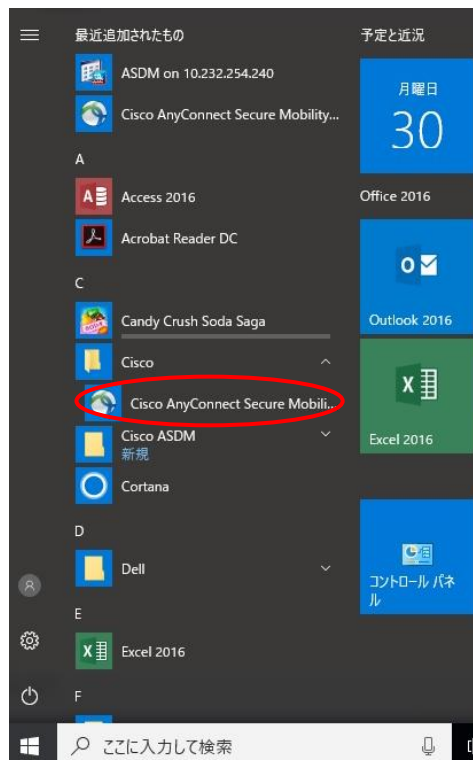 最近追加されたもの
ASDM on 10.232.254.240
Cisco AnyConnect Secure Mobility...
A
Access 2016
Acrobat Reader DC
C
Candy Crush Soda Saga
Cisco
Cisco AnyConnect Secure Mobili...
Cisco ASDM
新規
Cortana
D
Dell
E
Excel 2016
F
予定と近況
月曜日
30
Office 2016
Outlook 2016
Excel 2016
コントロール パネ
ル
ここに入力して検索